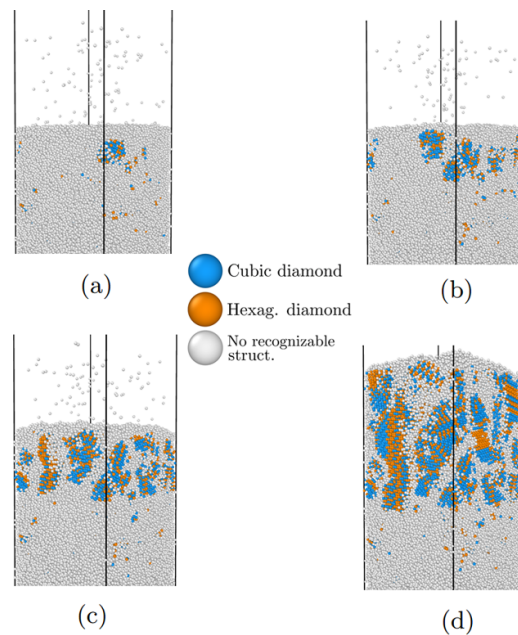 (a)
(b)
Cubic diamond
Hexag. diamond
No recognizable
struct.
(c)
(d)